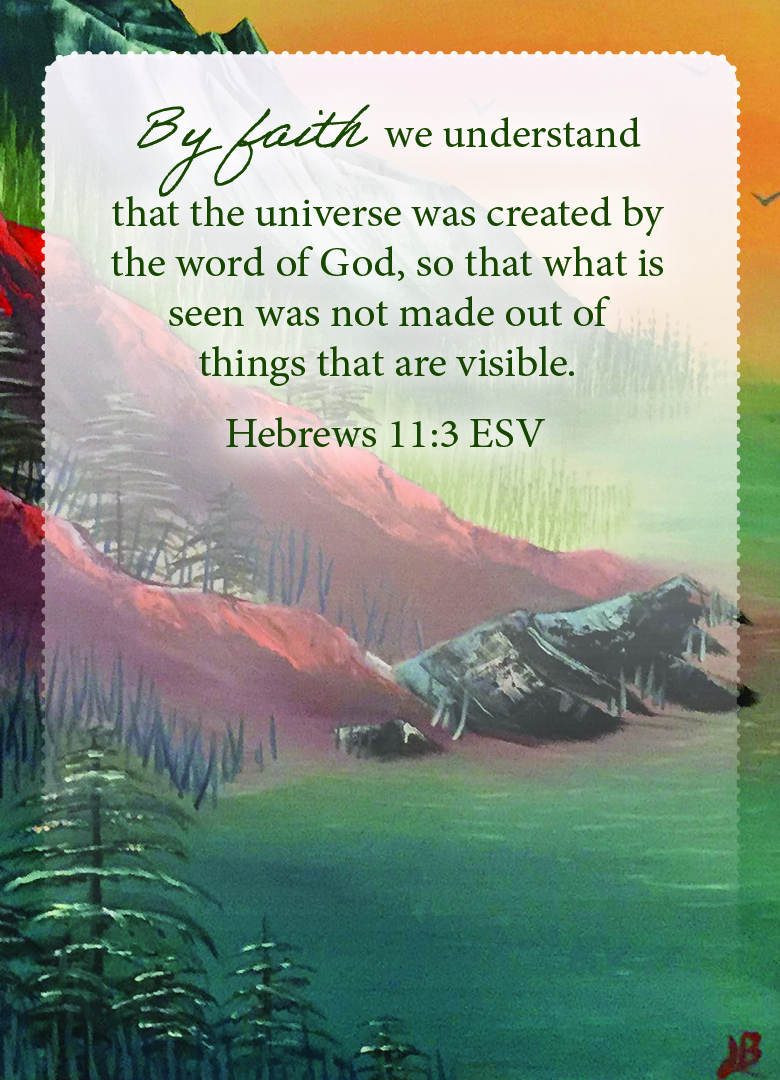 By faith we understand
that the universe was created by
the word of God, so that what is
seen was not made out of
things that are visible.
Hebrews 11:3 ESV
JB